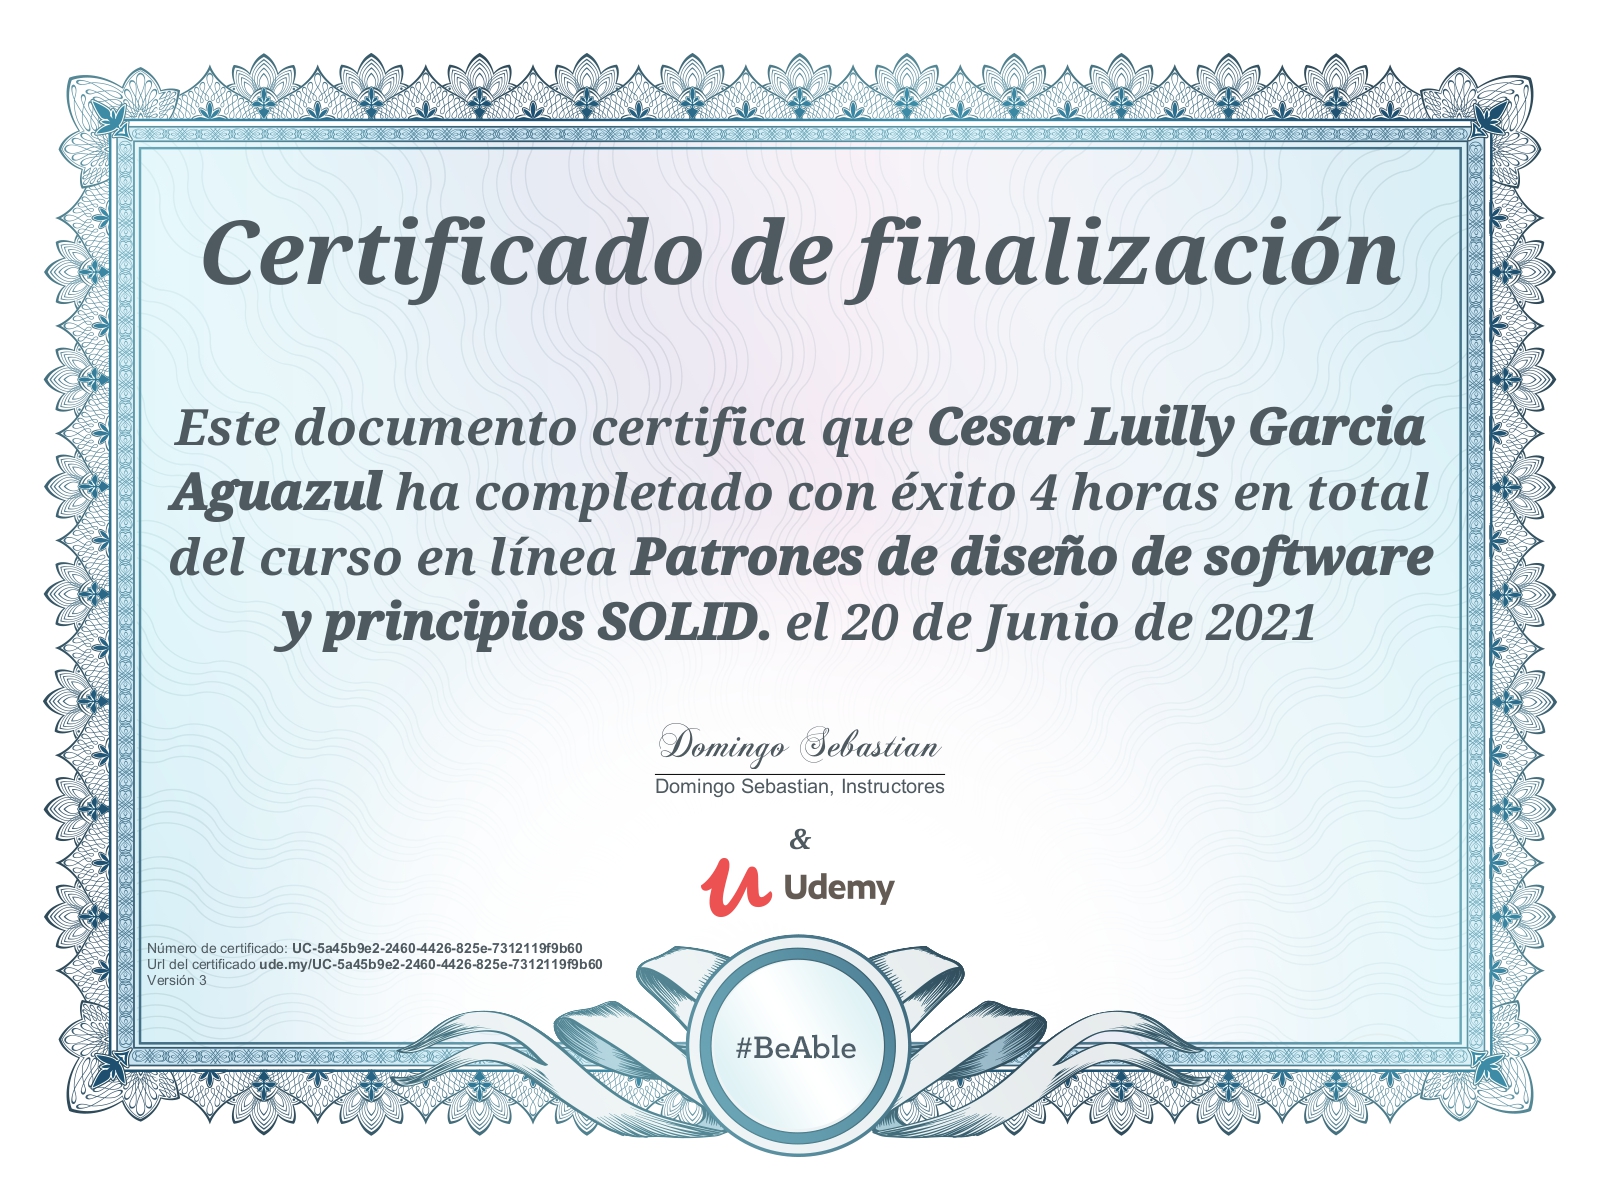 Certificado de finalización
Este documento certifica que Cesar Luilly Garcia
Aguazul ha completado con éxito 4 horas en total
del curso en línea Patrones de diseño de software
y principios SOLID. el 20 de Junio de 2021
Domingo Sebastian
Domingo Sebastian, Instructores
&
Udemy
Número de certificado: UC-5a45b9e2-2460-4426-825e-7312119f9b60
Url del certificado ude.my/UC-5a45b9e2-2460-4426-825e-7312119f9b60
Versión 3
#BeAble